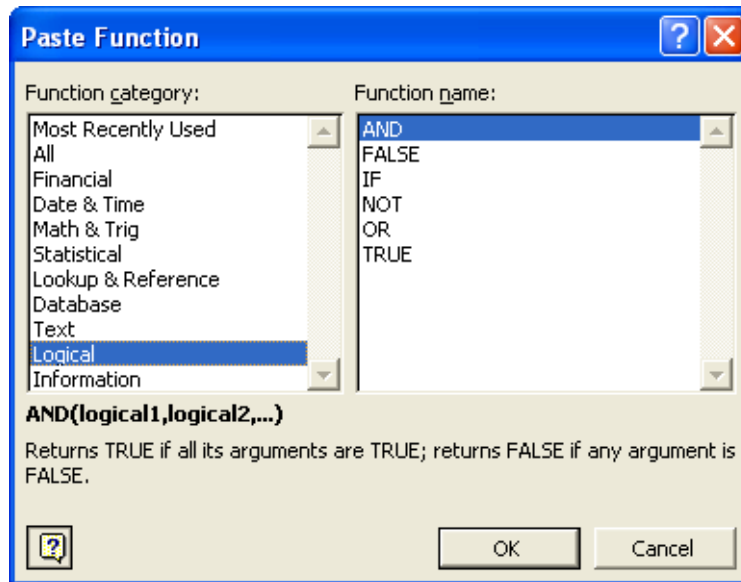 Paste Function
Function category:
Function name:
Most Recently Used
All
Financial
Date & Time
Math & Trig
Statistical
Lookup & Reference
Database
Text
Logical
Information
AND
FALSE
IF
NOT
OR
TRUE
AND(logical1,logical2,...)
Returns TRUE if all its arguments are TRUE; returns FALSE if any argument is
FALSE.
OK
Cancel